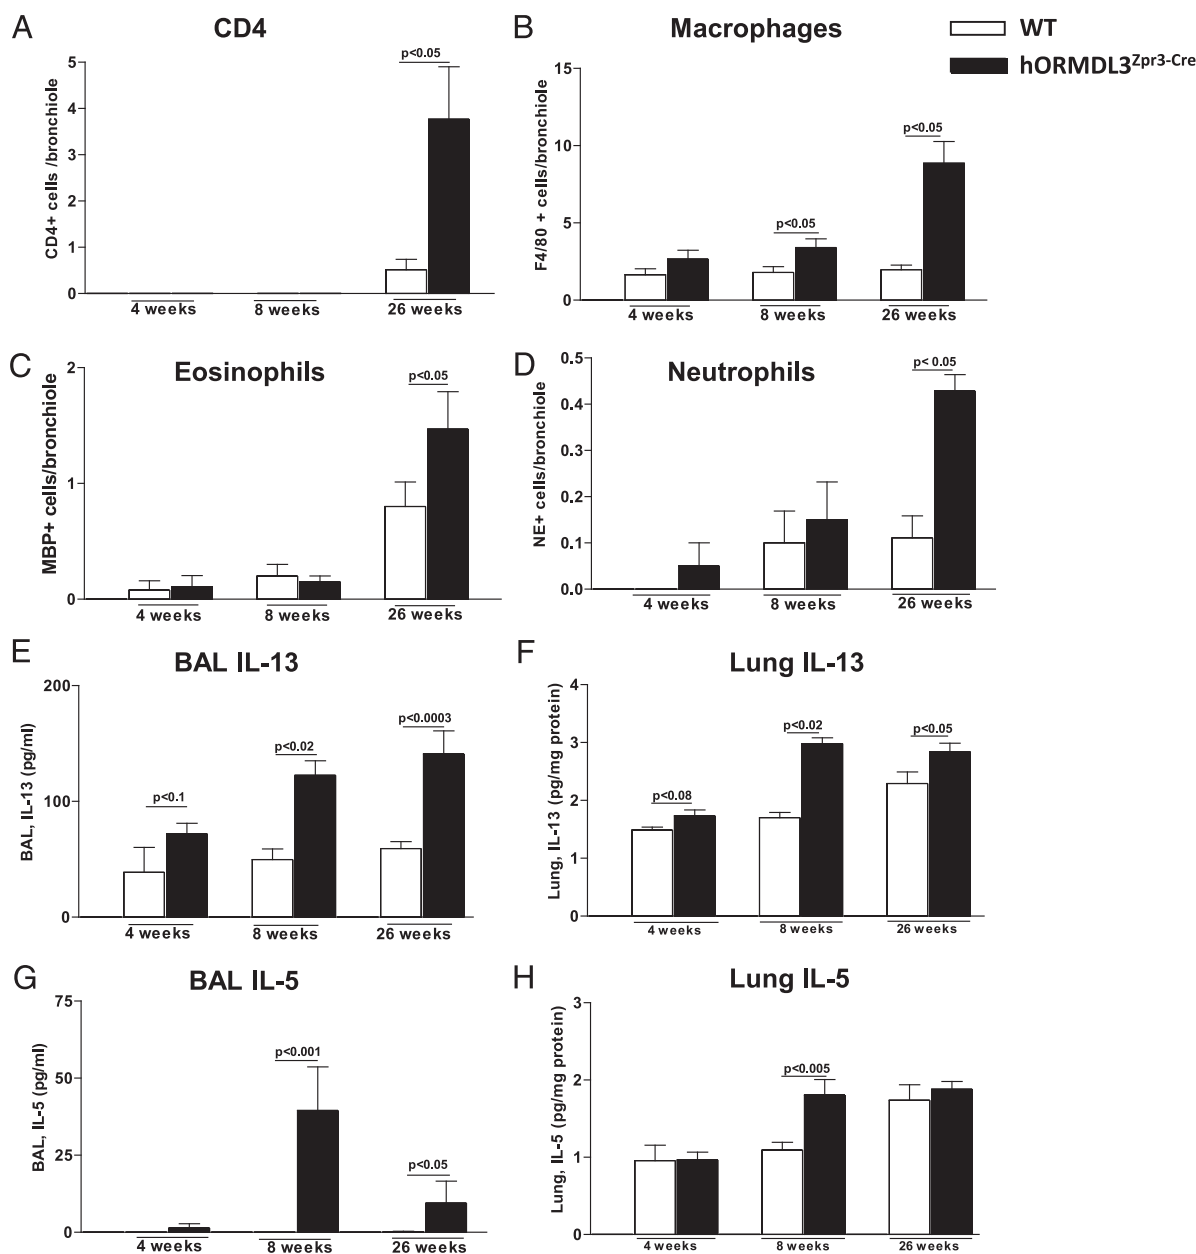 A
CD4
B
Macrophages
WT
hORMDL3Zpr3-Cre
CD4+ cells /bronchiole
5
4
3
2
1
0
p<0.05
4 weeks
8 weeks
26 weeks
F4/80 + cells/bronchiole
15
10
5
0
p<0.05
p<0.05
4 weeks
8 weeks
26 weeks
C
Eosinophils
MBP+ cells/bronchiole
2
1
0
p<0.05
4 weeks
8 weeks
26 weeks
D
Neutrophils
NE+ cells/bronchiole
0.5
0.4
0.3
0.2
0.1
0.0
p< 0.05
4 weeks
8 weeks
26 weeks
E
BAL IL-13
BAL, IL-13 (pg/ml)
200
100
0
p<0.1
p<0.02
p<0.0003
4 weeks
8 weeks
26 weeks
F
Lung IL-13
Lung, IL-13 (pg/mg protein)
4
3
2
1
0
p<0.08
p<0.02
p<0.05
4 weeks
8 weeks
26 weeks
G
BAL IL-5
BAL, IL-5 (pg/ml)
75
50
25
0
p<0.001
p<0.05
4 weeks
8 weeks
26 weeks
H
Lung IL-5
Lung, IL-5 (pg/mg protein)
3
2
1
0
p<0.005
4 weeks
8 weeks
26 weeks